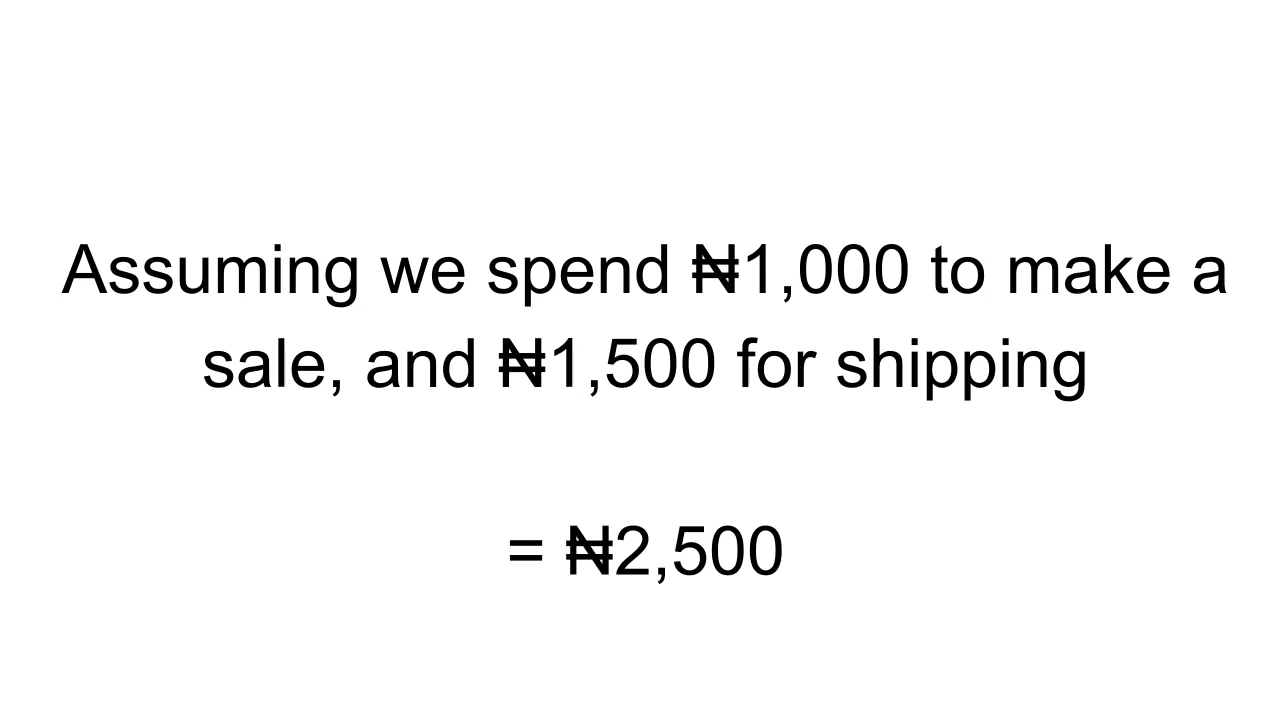 Assuming we spend ₦1,000 to make a
sale, and ₦1,500 for shipping
= ₦2,500